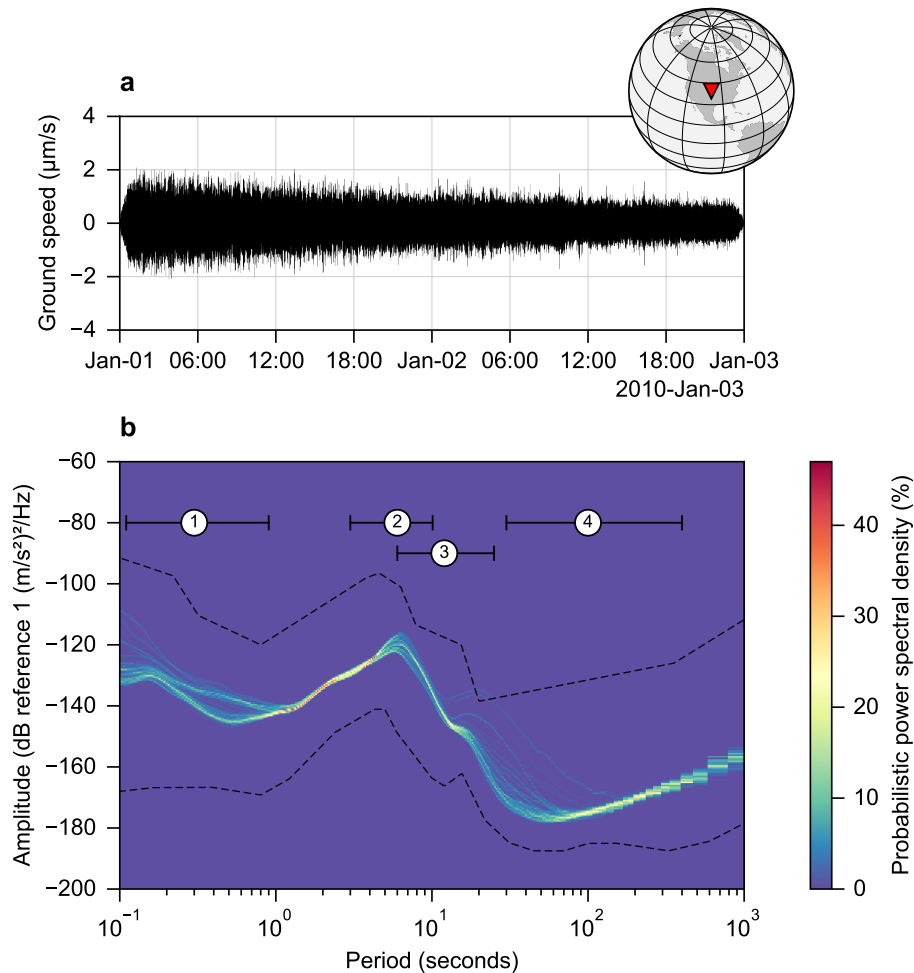 a
Ground speed (μm/s)
4
2
0
−2
−4
Jan-01 06:00 12:00 18:00 Jan-02 06:00 12:00 18:00 Jan-03
2010-Jan-03
b
Amplitude (dB reference 1 (m/s²)²/Hz)
−60
−80
−100
−120
−140
−160
−180
−200
1
2
3
4
10⁻¹ 10⁰ 10¹ 10² 10³
Period (seconds)
40
30
20
10
0
Probabilistic power spectral density (%)